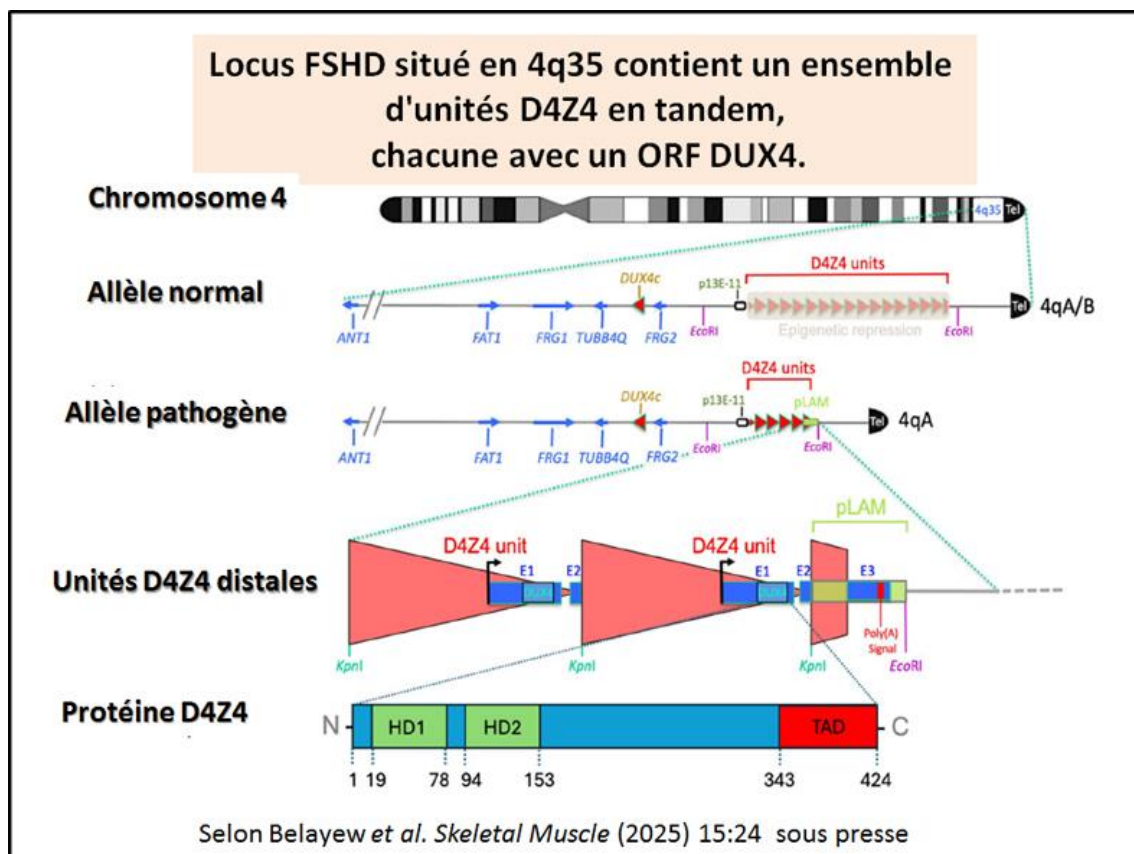 Locus FSHD situé en 4q35 contient un ensemble
d'unités D4Z4 en tandem,
chacune avec un ORF DUX4.
Chromosome 4
4q35 Tel
Allèle normal
DUX4c
p13E-11
D4Z4 units
Epigenetic repression
Tel 4qA/B
ANT1 FAT1 FRG1 TUBB4Q FRG2 EcoRI EcoRI
Allèle pathogène
DUX4c
p13E-11
D4Z4 units
pLAM
Tel 4qA
ANT1 FAT1 FRG1 TUBB4Q FRG2 EcoRI EcoRI
pLAM
Unités D4Z4 distales
D4Z4 unit D4Z4 unit
E1 E2 E1 E2 E3
DUX4 DUX4
Poly(A)
Signal
KpnI KpnI KpnI EcoRI
Protéine D4Z4
N HD1 HD2 TAD C
1 19 78 94 153 343 424
Selon Belayew et al. Skeletal Muscle (2025) 15:24 sous presse